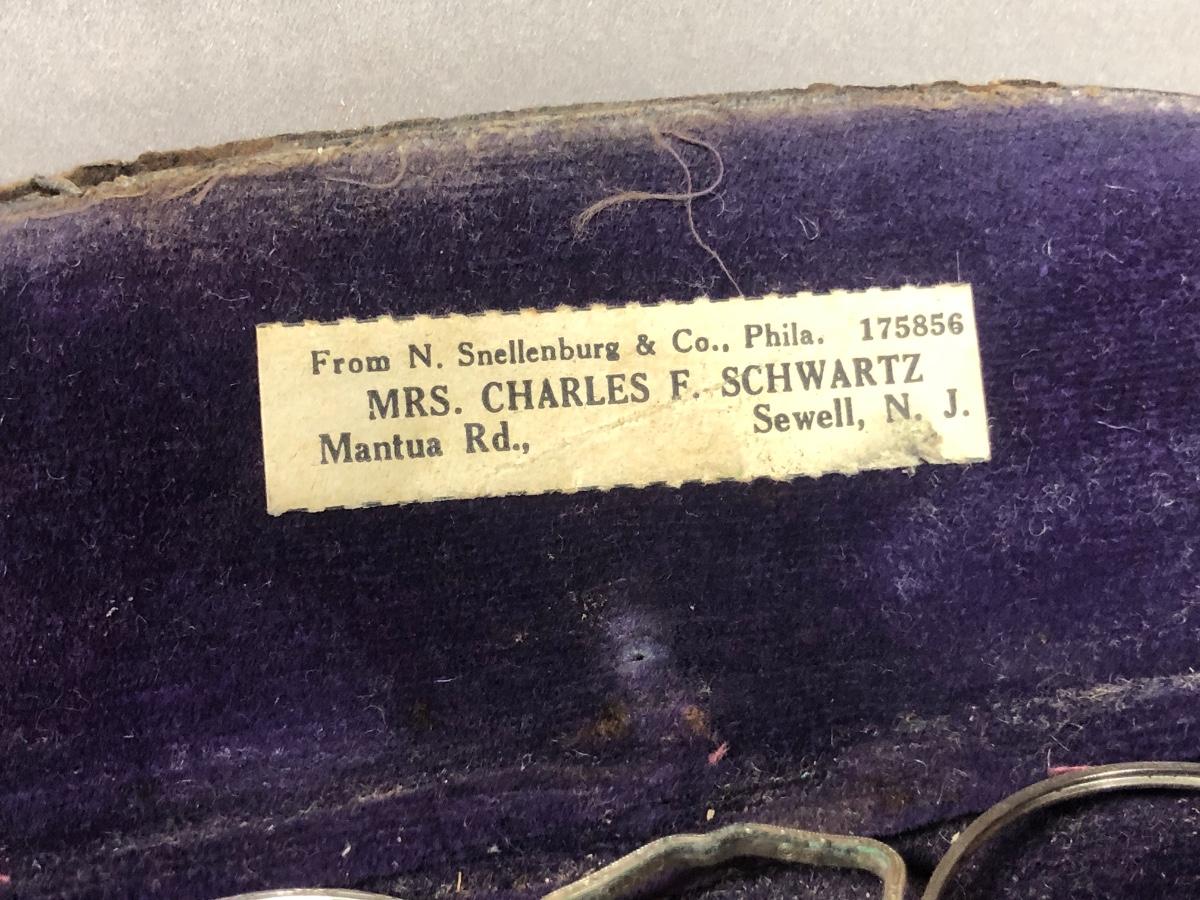 From N. Snellenburg & Co., Phila. 175856
MRS. CHARLES F. SCHWARTZ
Mantua Rd., Sewell, N. J.